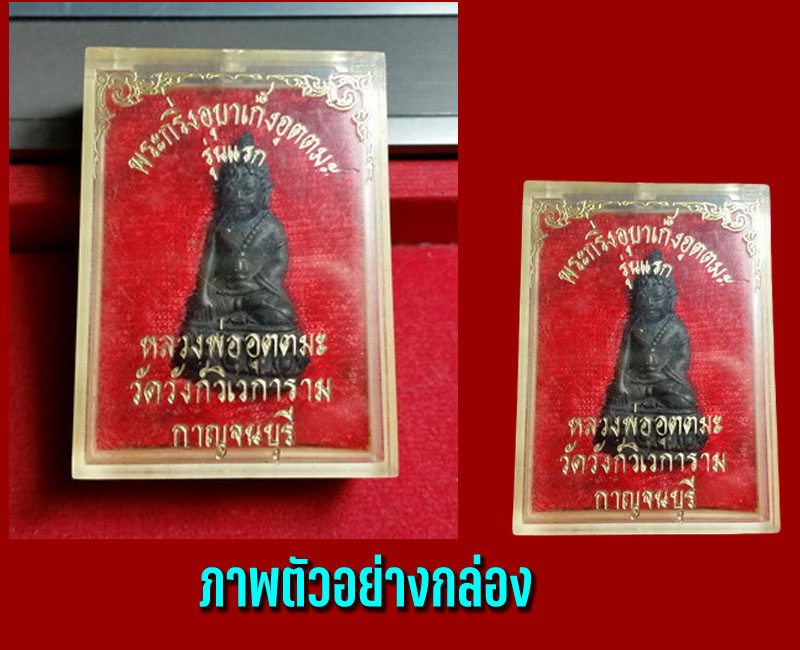 พระกริ่งอุบาเก็งอุตตมะ
รุ่นแรก
หลวงพ่ออุตตมะ
วัดวังก์วิเวการาม
กาญจนบุรี
พระกริ่งอุบาเก็งอุตตมะ
รุ่นแรก
หลวงพ่ออุตตมะ
วัดวังก์วิเวการาม
กาญจนบุรี
ภาพตัวอย่างกล่อง